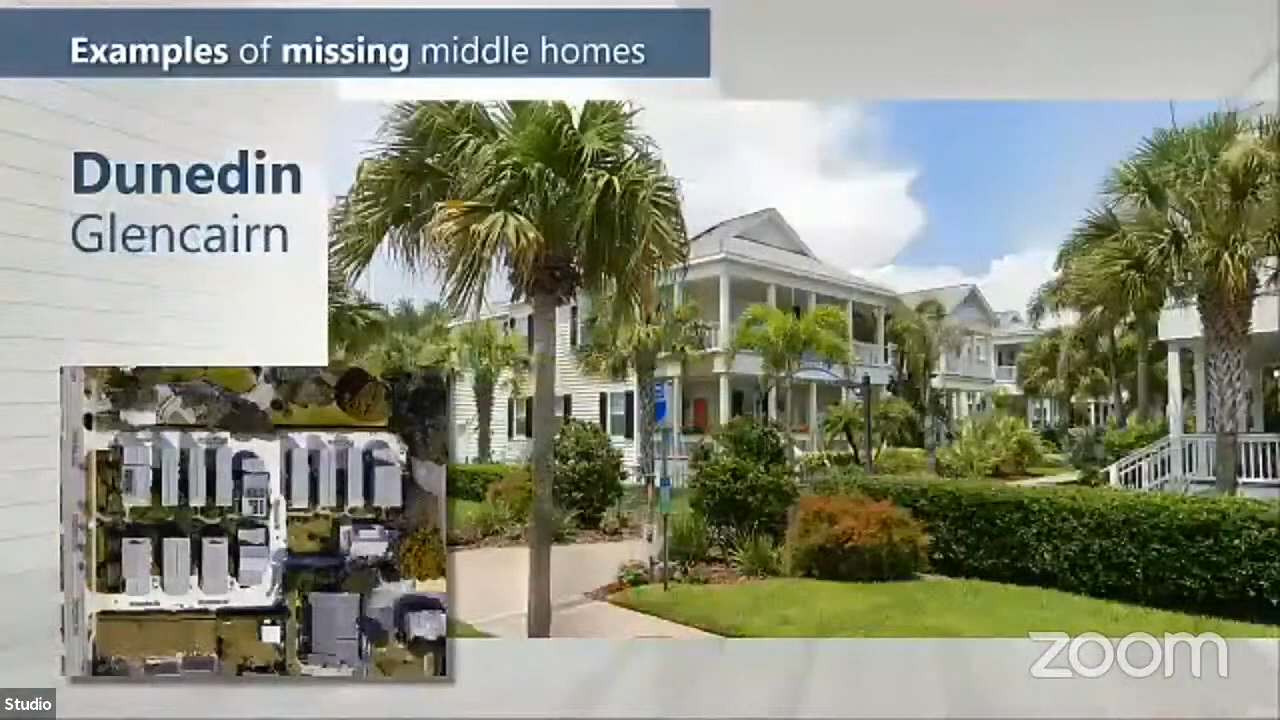 Examples of missing middle homes
Dunedin
Glencairn
zoom
Studio